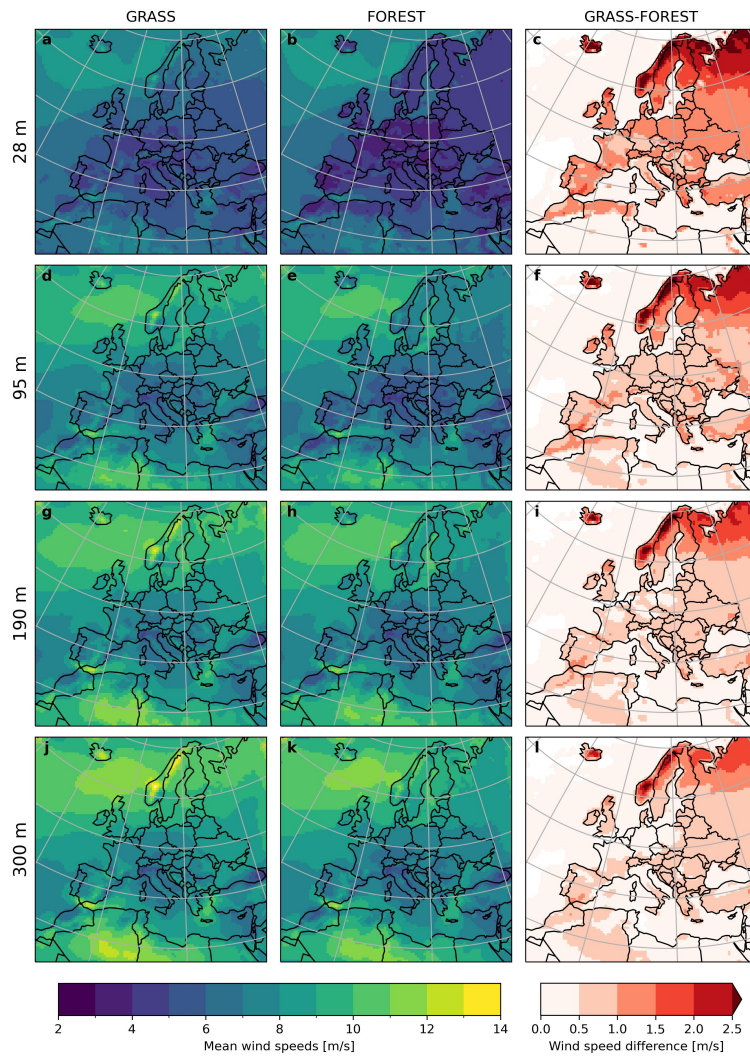 GRASS FOREST GRASS-FOREST
28 m
a b c
95 m
d e f
190 m
g h i
300 m
j k l
2 4 6 8 10 12 14
Mean wind speeds [m/s]
0.0 0.5 1.0 1.5 2.0 2.5
Wind speed difference [m/s]